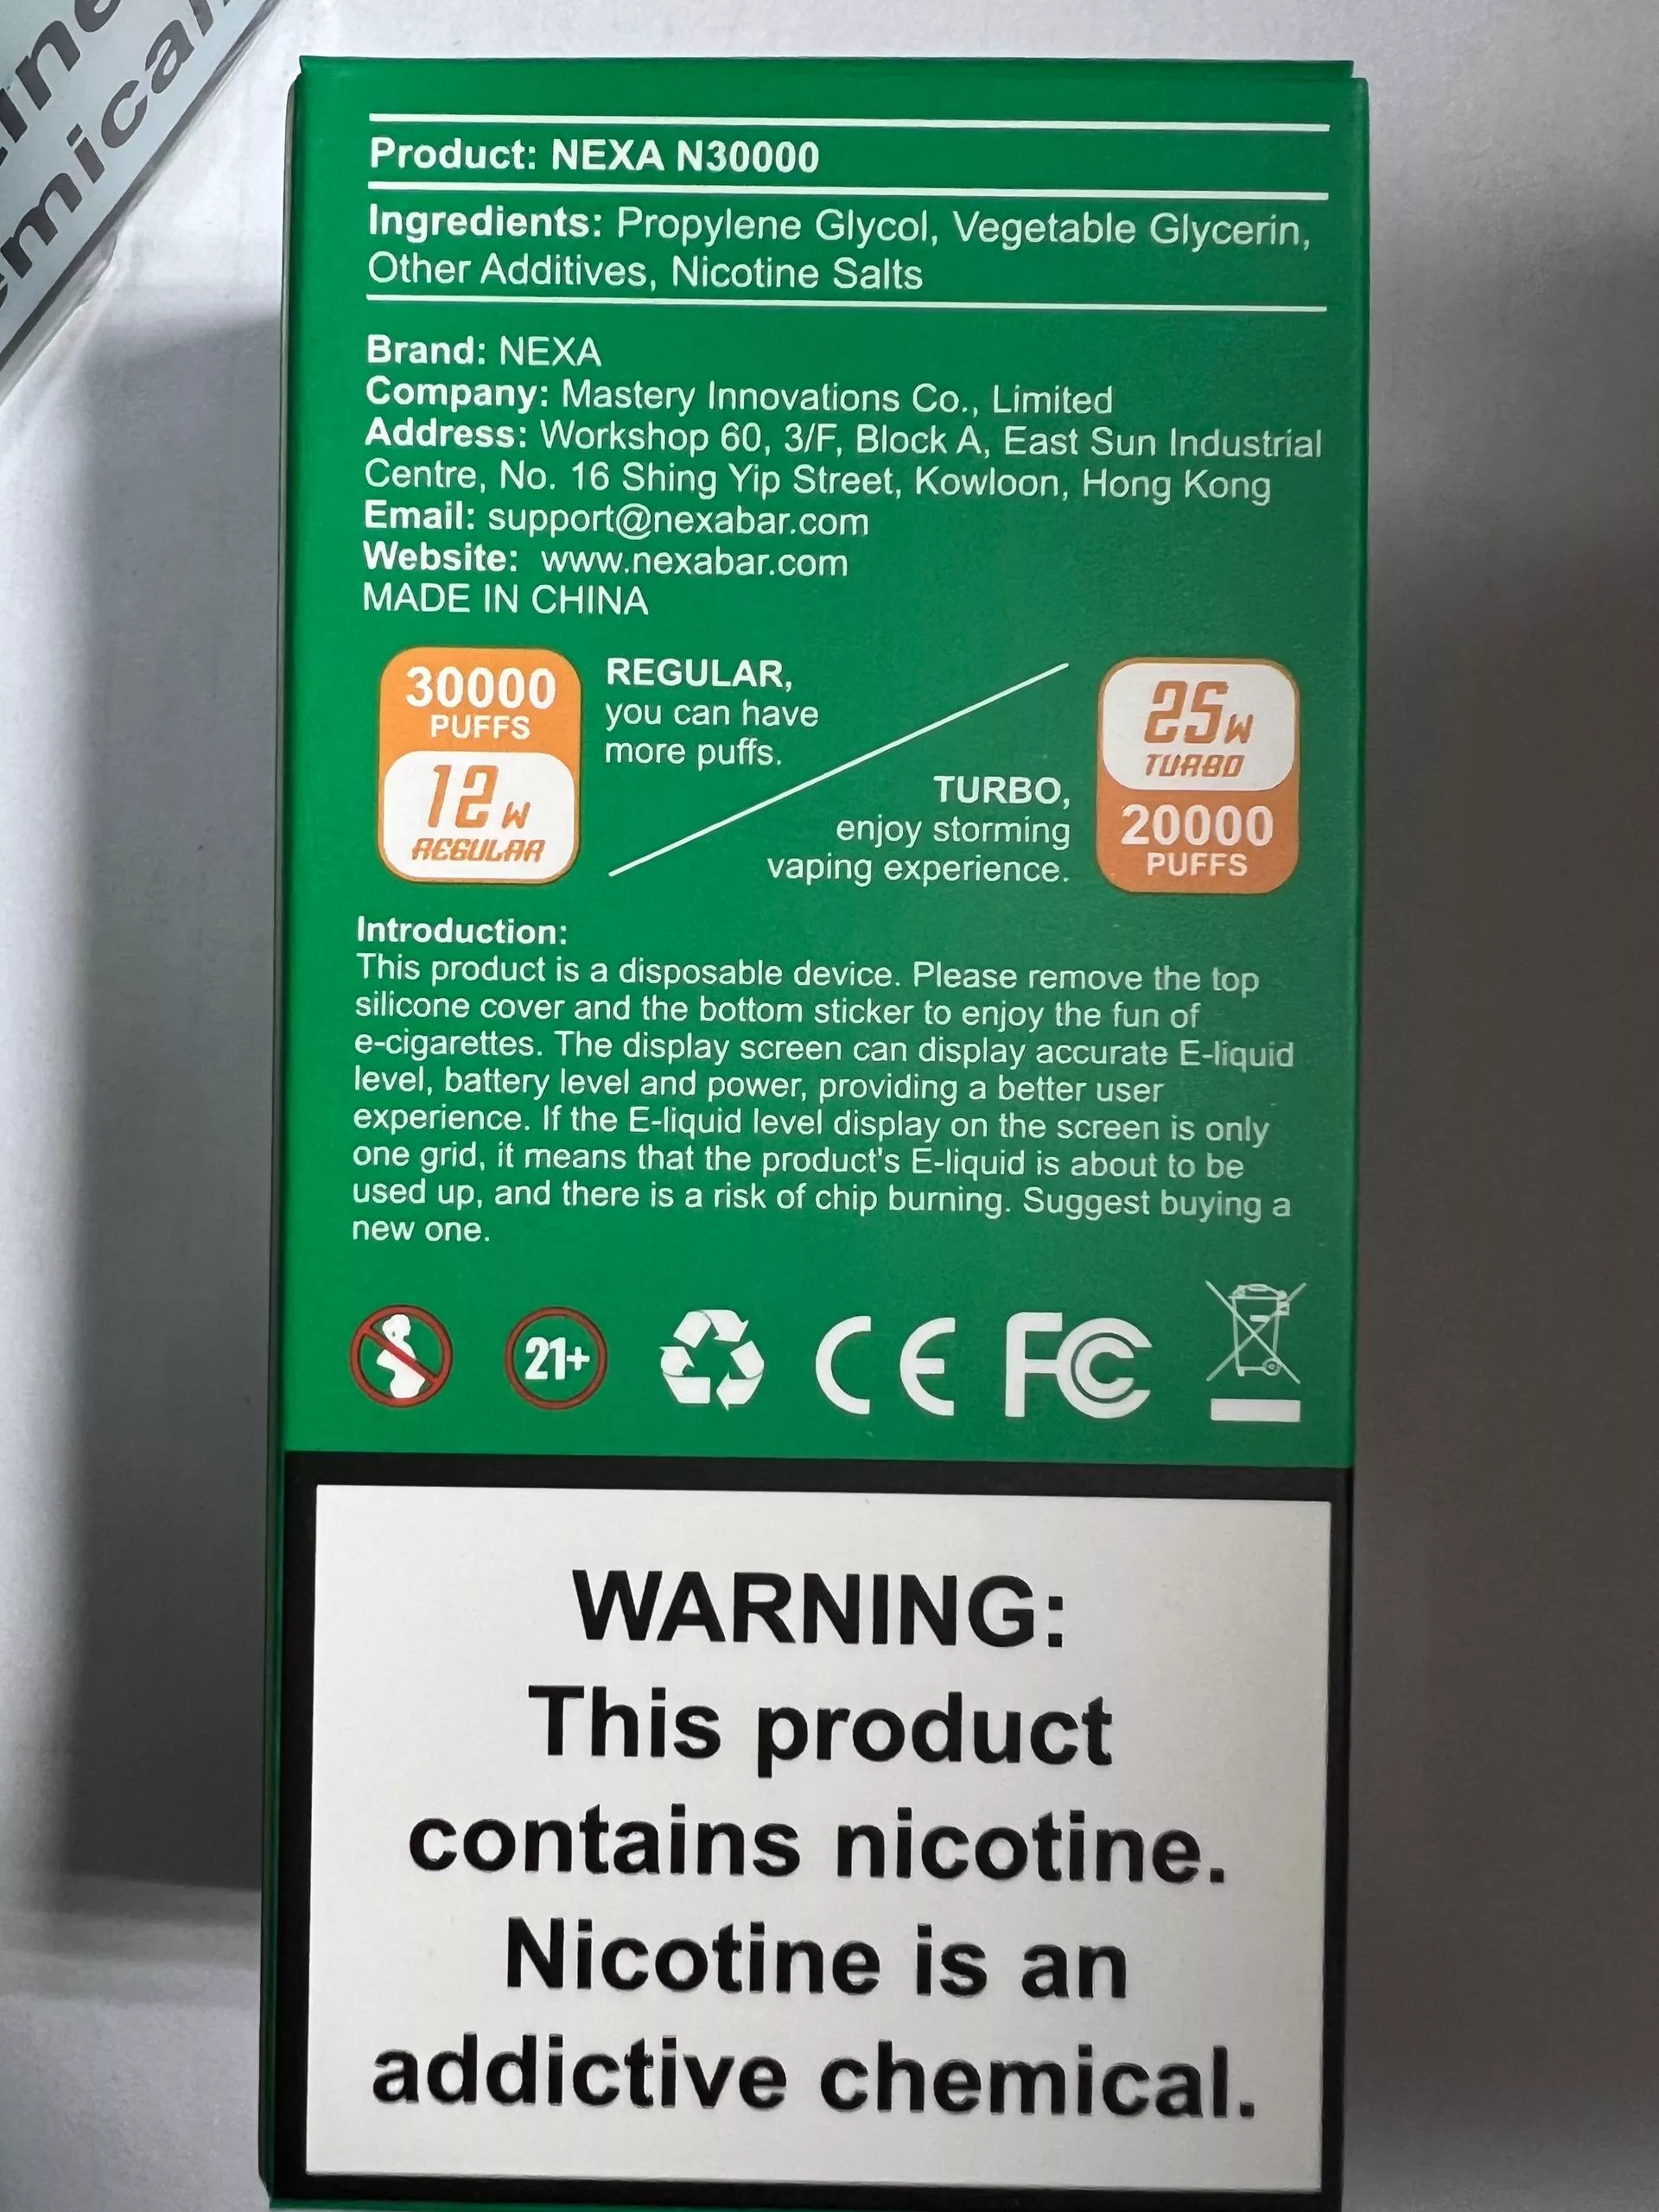 Product: NEXA N30000
Ingredients: Propylene Glycol, Vegetable Glycerin,
Other Additives, Nicotine Salts
Brand: NEXA
Company: Mastery Innovations Co., Limited
Address: Workshop 60, 3/F, Block A, East Sun Industrial
Centre, No. 16 Shing Yip Street, Kowloon, Hong Kong
Email: support@nexabar.com
Website: www.nexabar.com
MADE IN CHINA
30000
PUFFS
12W
REGULAR
REGULAR,
you can have
more puffs.
TURBO,
enjoy storming
vaping experience.
25W
TURBO
20000
PUFFS
Introduction:
This product is a disposable device. Please remove the top
silicone cover and the bottom sticker to enjoy the fun of
e-cigarettes. The display screen can display accurate E-liquid
level, battery level and power, providing a better user
experience. If the E-liquid level display on the screen is only
one grid, it means that the product's E-liquid is about to be
used up, and there is a risk of chip burning. Suggest buying a
new one.
21+
CE
FC
WARNING:
This product
contains nicotine.
Nicotine is an
addictive chemical.